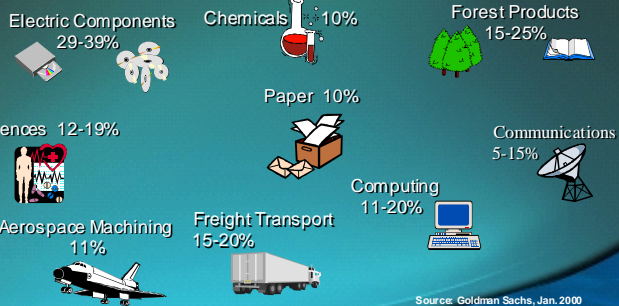 Electric Components
29-39%
Chemicals 10%
Forest Products
15-25%
Paper 10%
ences 12-19%
Communications
5-15%
Computing
11-20%
Aerospace Machining
11%
Freight Transport
15-20%
Source: Goldman Sachs, Jan. 2000